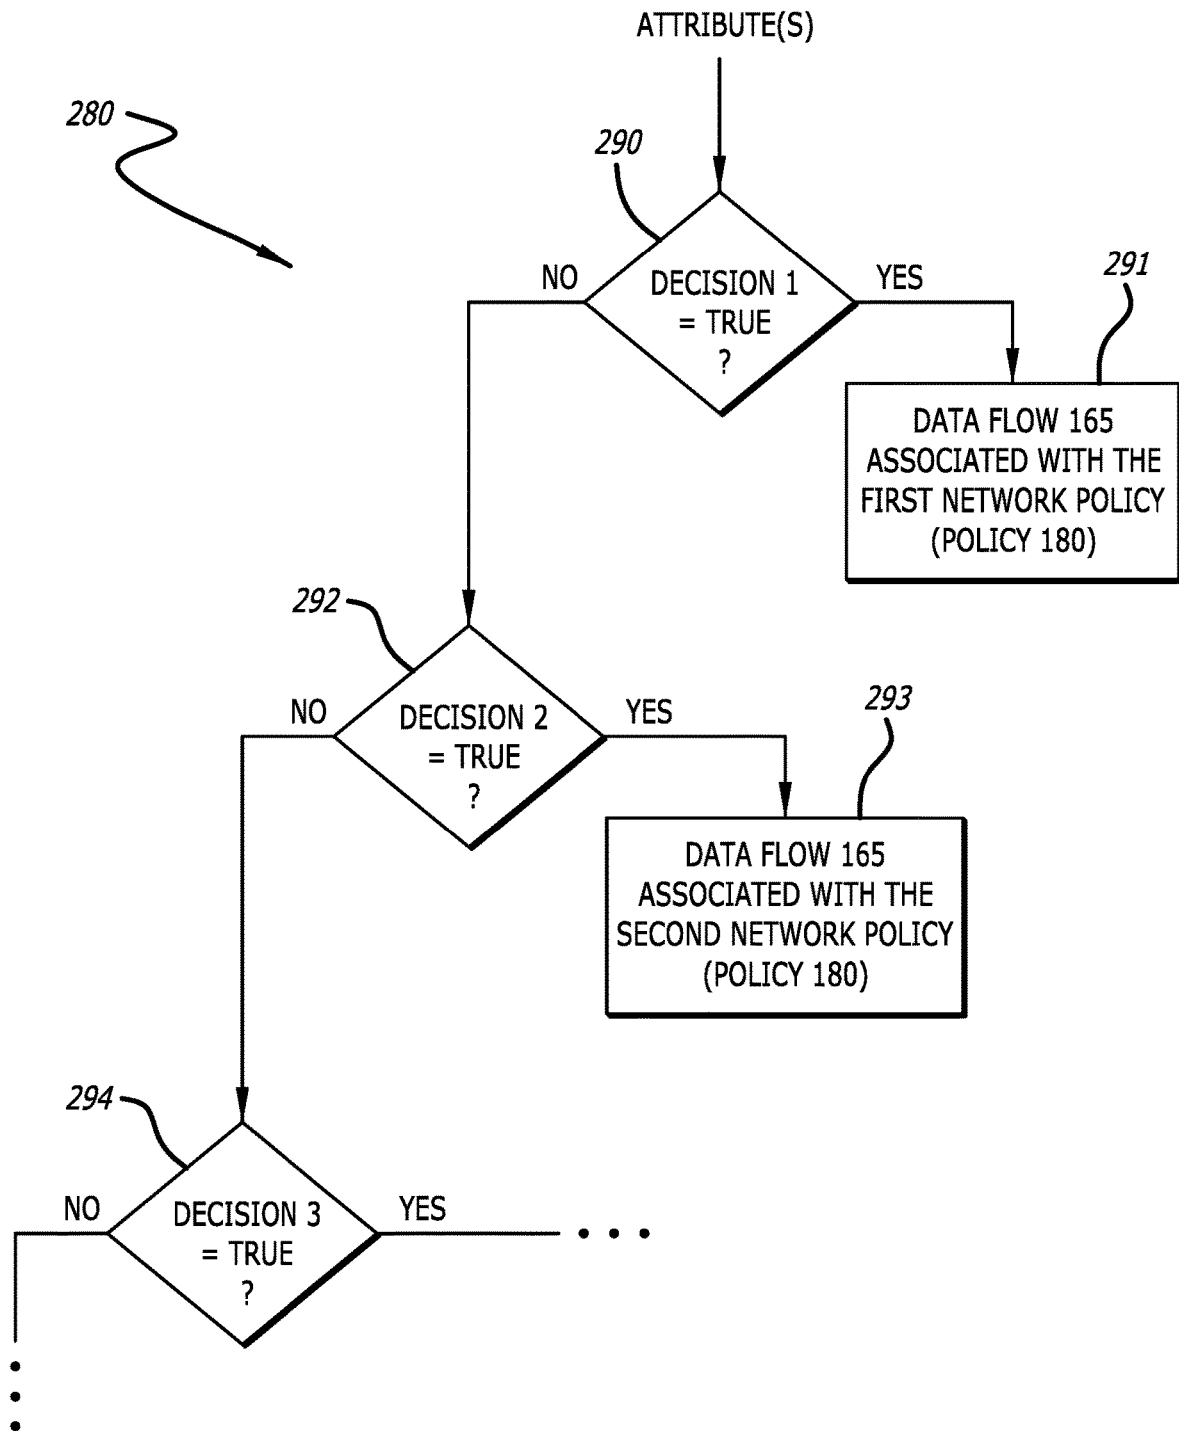 ATTRIBUTE(S)
280
290
NO
YES
DECISION 1
= TRUE
?
291
DATA FLOW 165
ASSOCIATED WITH THE
FIRST NETWORK POLICY
(POLICY 180)
292
NO
YES
DECISION 2
= TRUE
?
293
DATA FLOW 165
ASSOCIATED WITH THE
SECOND NETWORK POLICY
(POLICY 180)
294
NO
YES
DECISION 3
= TRUE
?